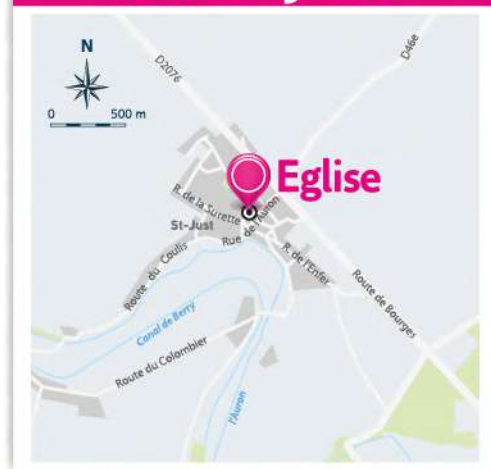 N
0 500 m
D2076
D46e
Eglise
R. de la Surette
St-Just
Rue de l'Auron
R. de l'Enfer
Route du Coulis
Route de Bourges
Canal de Berry
Route du Colombier
l'Auron